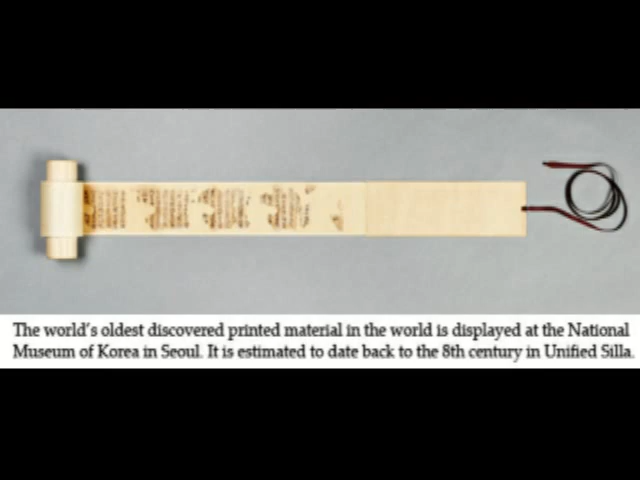 The world's oldest discovered printed material in the world is displayed at the National
Museum of Korea in Seoul. It is estimated to date back to the 8th century in Unified Silla.